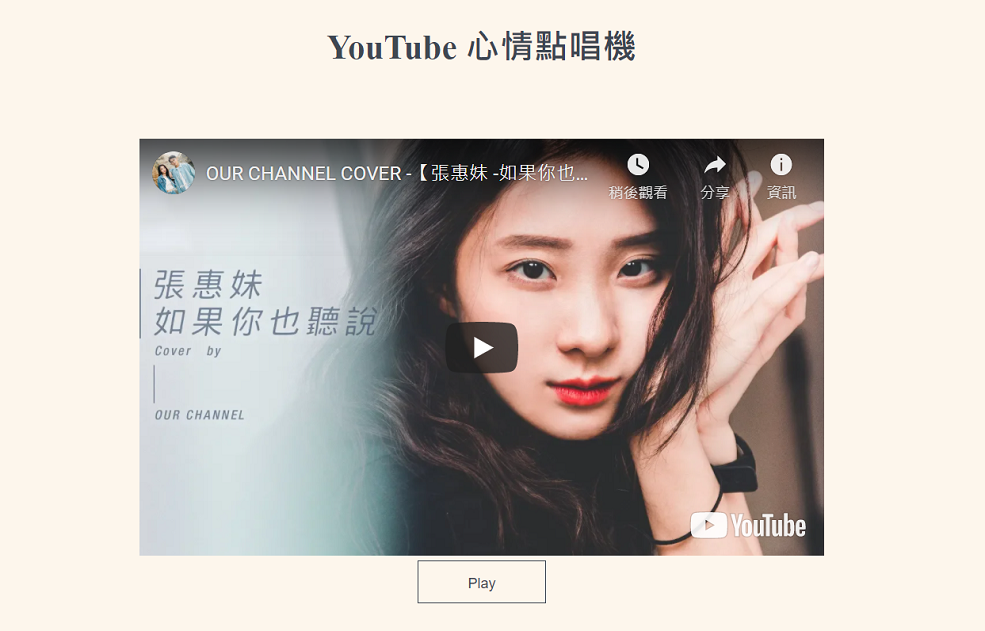 YouTube 心情點唱機
OUR CHANNEL COVER -【張惠妹 -如果你也...
稍後觀看
分享
資訊
張惠妹
如果你也聽說
Cover by
OUR CHANNEL
YouTube
Play